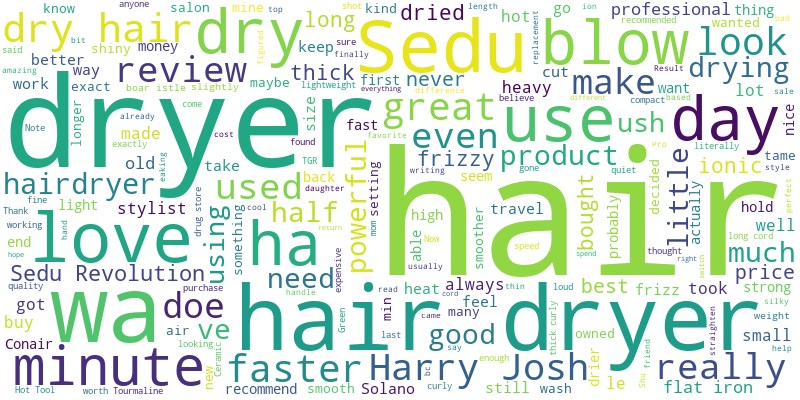 know
salon
mine
top
shot
kind
dried
hot
go
ion
recommended
professional
anyone
bit
length
dry hair
dry
long
Sedu
blow
look
said
shiny
money
figured
finally
sure
wanted
thing
bad
better
way
keep
replacement
amazing
review
thick
first
never
cut
make
drying
work
exact
boar istle
slightly
maybe
lightweight
everything
heavy
want
lot
sale
Result
come
difference
believe
compact
based
different
longer
size
great
use
day
nice
Note
already
made
cost
fast
favorite
even
ush
exactly
found
TGR
writing
frizzy
product
quiet
literally
Pro
tame
style
dryer
old
take
back
setting
seem
gone
decided
ionic
hairdryer
used
daughter
powerful
mom
hair
bought
probably
little
actually
perfect
fine
light
half
high
travel
hold
Thank
stylist
drug store
something
cool
return
able
smoother
thought
well
working
love
using
ha
Now
speed
long cord
end
hand
usually
spend
switch
right
much
hope
need
expensive
always
best
frizz
took
price
Sedu Revolution
handle
heat
feel
strong
quality
purchase
wa
doe
hair dryer
read
cord
thin
loud
silky
got
ve
min
many
owned
weight
buy
air
Green
last
came
good
thick curly
small
Conair
looking
say
friend
straighten
help
minute
faster
Harry Josh
enough
drier
really
new
Ceramic
bc
Shu
Hot Tool
worth
Tourmaline
recommend
smooth
Solano
curly
still
wash
le
flat iron
eaking